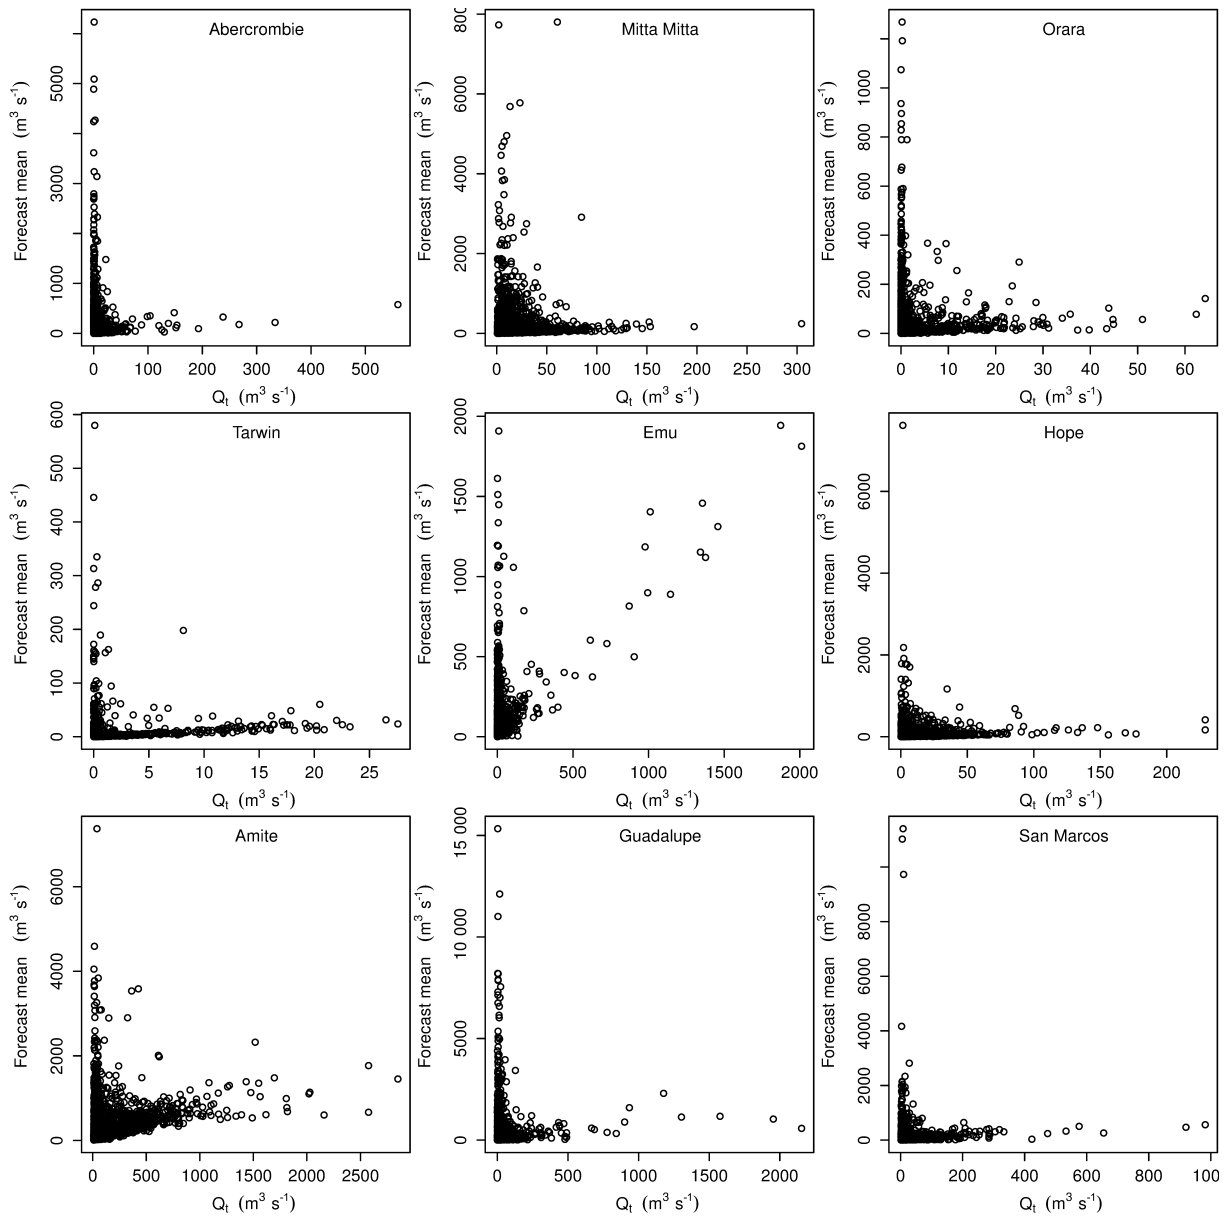 Abercrombie
Forecast mean (m³ s⁻¹)
0 1000 3000 5000
0 100 200 300 400 500
Qₜ (m³ s⁻¹)
Mitta Mitta
Forecast mean (m³ s⁻¹)
0 2000 4000 6000 800
0 50 100 150 200 250 300
Qₜ (m³ s⁻¹)
Orara
Forecast mean (m³ s⁻¹)
0 200 400 600 800 1000
0 10 20 30 40 50 60
Qₜ (m³ s⁻¹)
Tarwin
Forecast mean (m³ s⁻¹)
0 100 200 300 400 500 600
0 5 10 15 20 25
Qₜ (m³ s⁻¹)
Emu
Forecast mean (m³ s⁻¹)
0 500 1000 1500 2000
0 500 1000 1500 2000
Qₜ (m³ s⁻¹)
Hope
Forecast mean (m³ s⁻¹)
0 2000 4000 6000
0 50 100 150 200
Qₜ (m³ s⁻¹)
Amite
Forecast mean (m³ s⁻¹)
0 2000 4000 6000
0 500 1000 1500 2000 2500
Qₜ (m³ s⁻¹)
Guadalupe
Forecast mean (m³ s⁻¹)
0 5000 10 000 15 000
0 500 1000 1500 2000
Qₜ (m³ s⁻¹)
San Marcos
Forecast mean (m³ s⁻¹)
0 2000 4000 6000 8000
0 200 400 600 800 100
Qₜ (m³ s⁻¹)